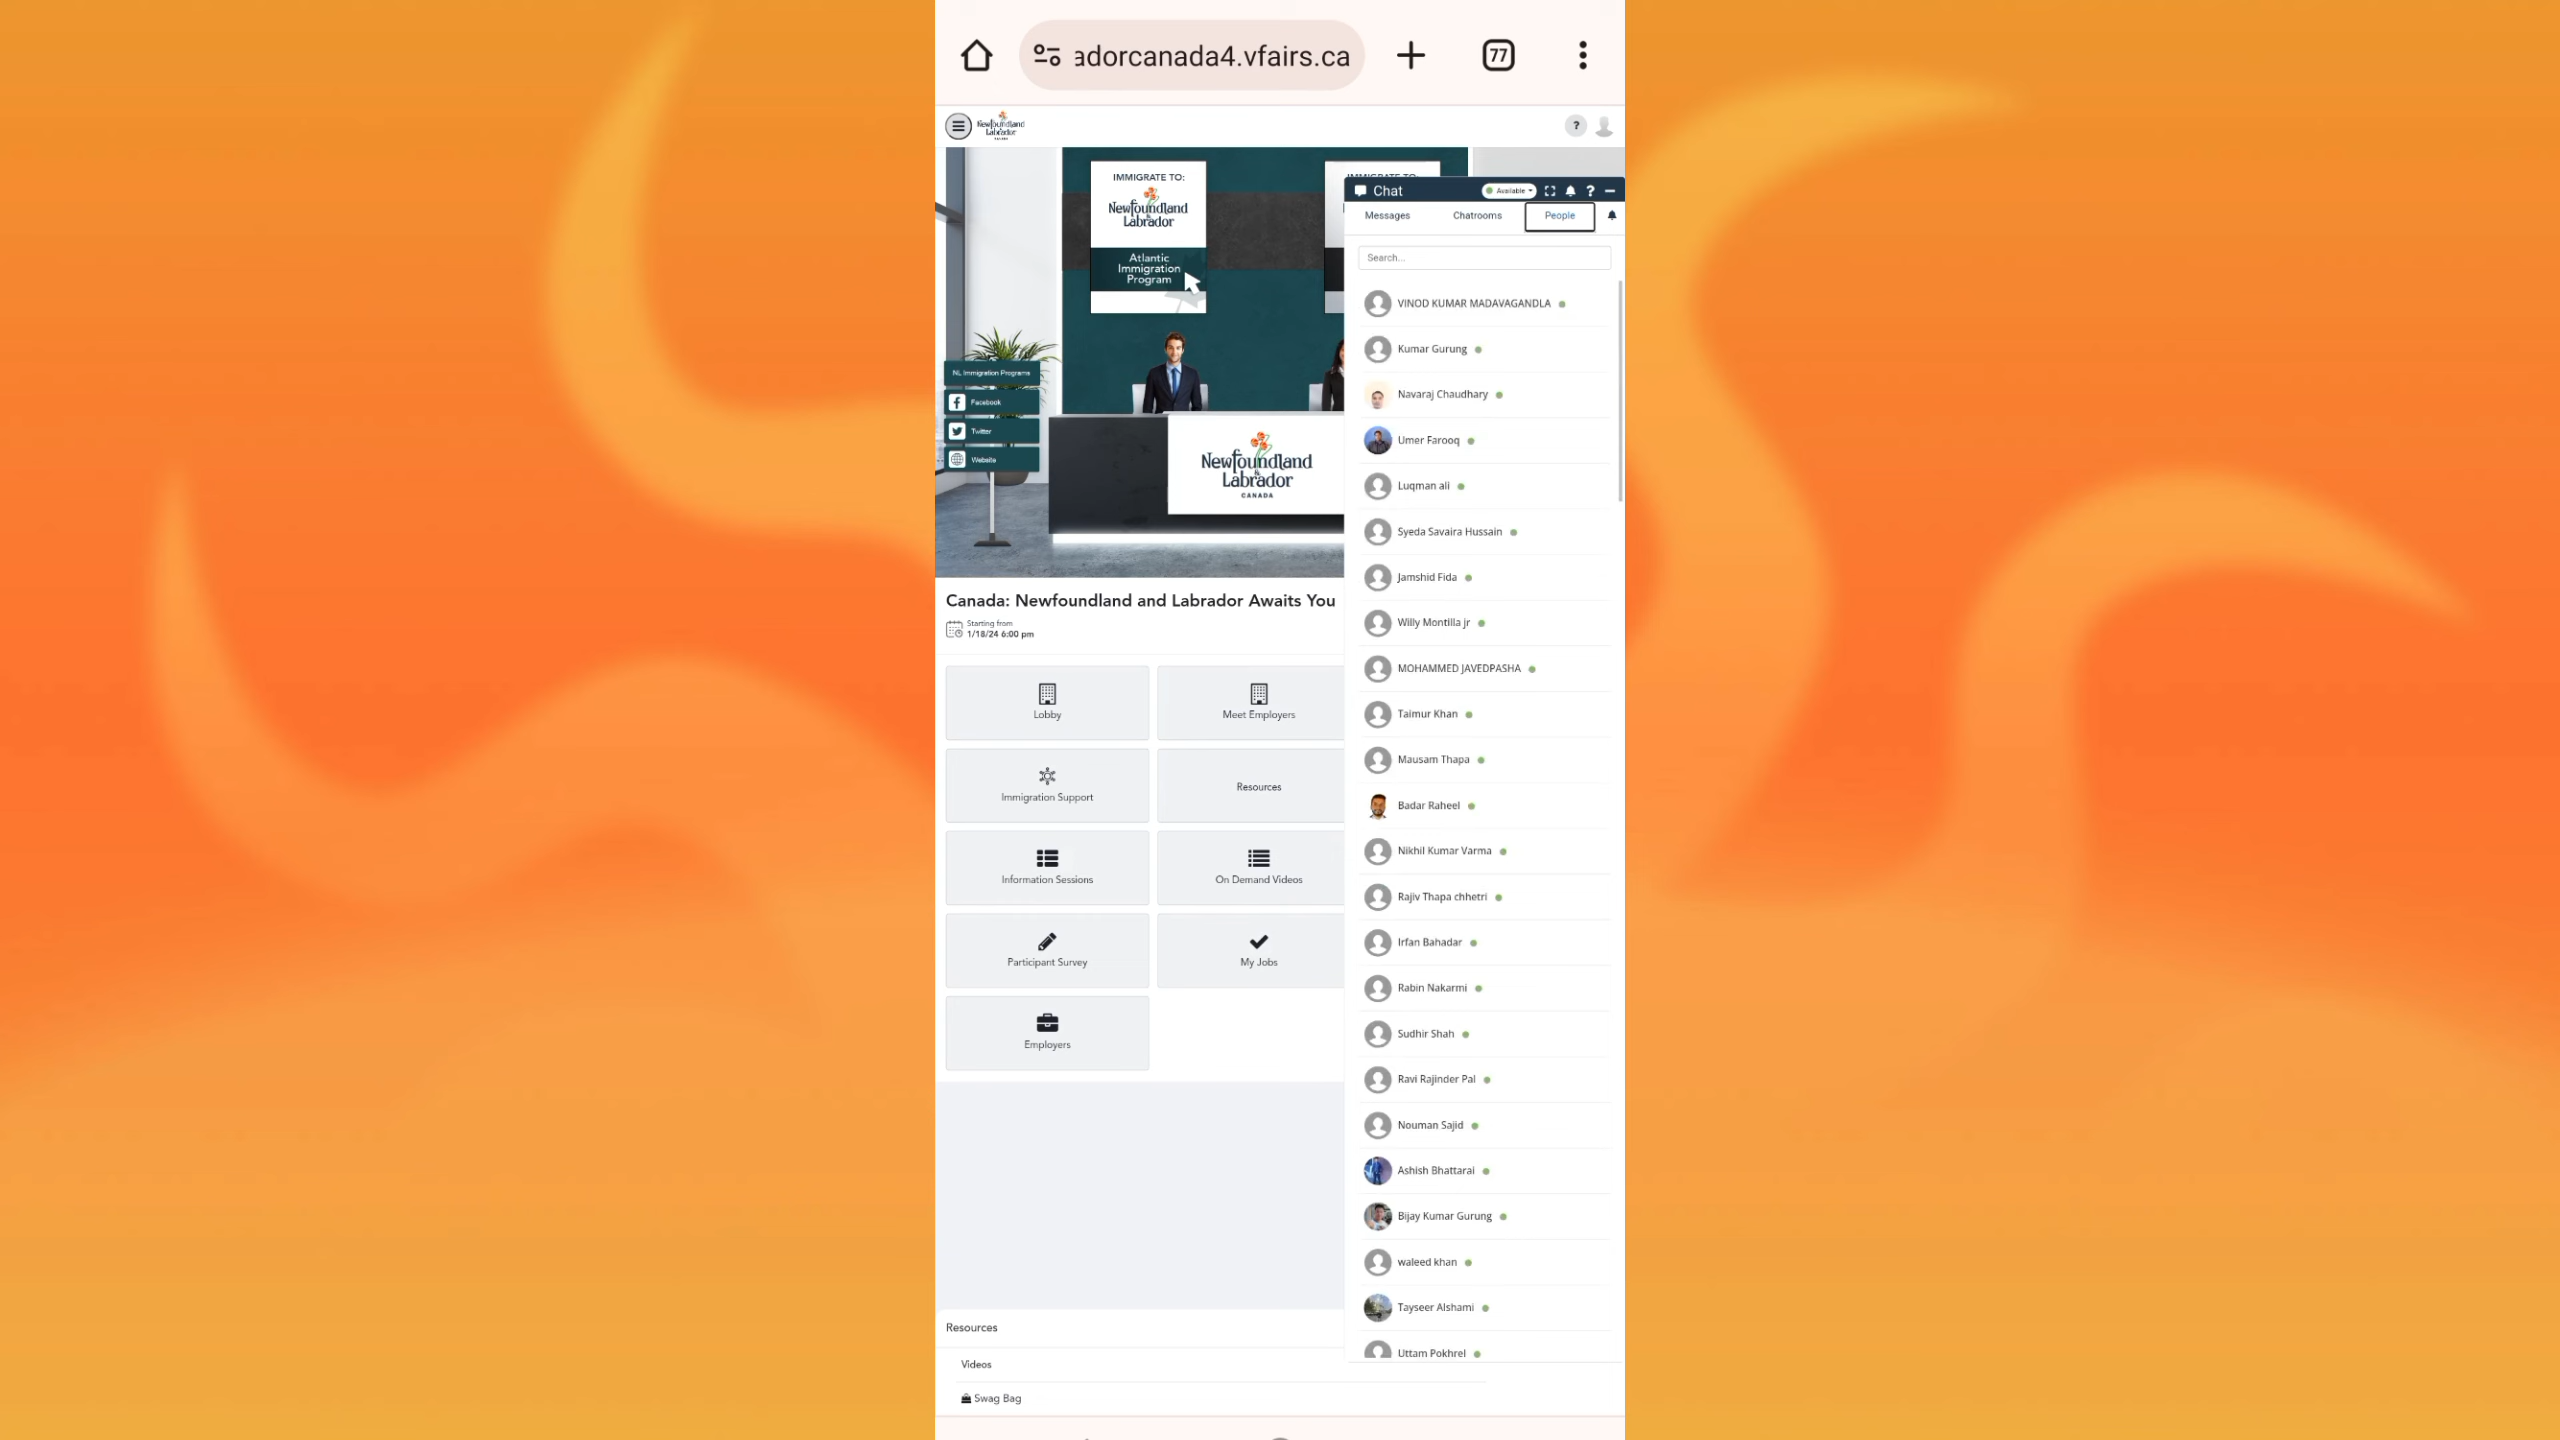 adorcanada4.vfairs.ca
77
Newfoundland
Labrador
?
IMMIGRATE TO:
Newfoundland
&
Labrador
Atlantic
Immigration
Program
NL Immigration Programs
Facebook
Twitter
Website
Newfoundland
&
Labrador
CANADA
Canada: Newfoundland and Labrador Awaits You
Starting from
1/18/24 6:00 pm
Lobby
Meet Employers
Immigration Support
Resources
Information Sessions
On Demand Videos
Participant Survey
My Jobs
Employers
Resources
Videos
Swag Bag
Chat
Available
?
Messages
Chatrooms
People
Search...
VINOD KUMAR MADAVAGANDLA
Kumar Gurung
Navaraj Chaudhary
Umer Farooq
Luqman ali
Syeda Savaira Hussain
Jamshid Fida
Willy Montilla jr
MOHAMMED JAVEDPASHA
Taimur Khan
Mausam Thapa
Badar Raheel
Nikhil Kumar Varma
Rajiv Thapa chhetri
Irfan Bahadar
Rabin Nakarmi
Sudhir Shah
Ravi Rajinder Pal
Nouman Sajid
Ashish Bhattarai
Bijay Kumar Gurung
waleed khan
Tayseer Alshami
Uttam Pokhrel